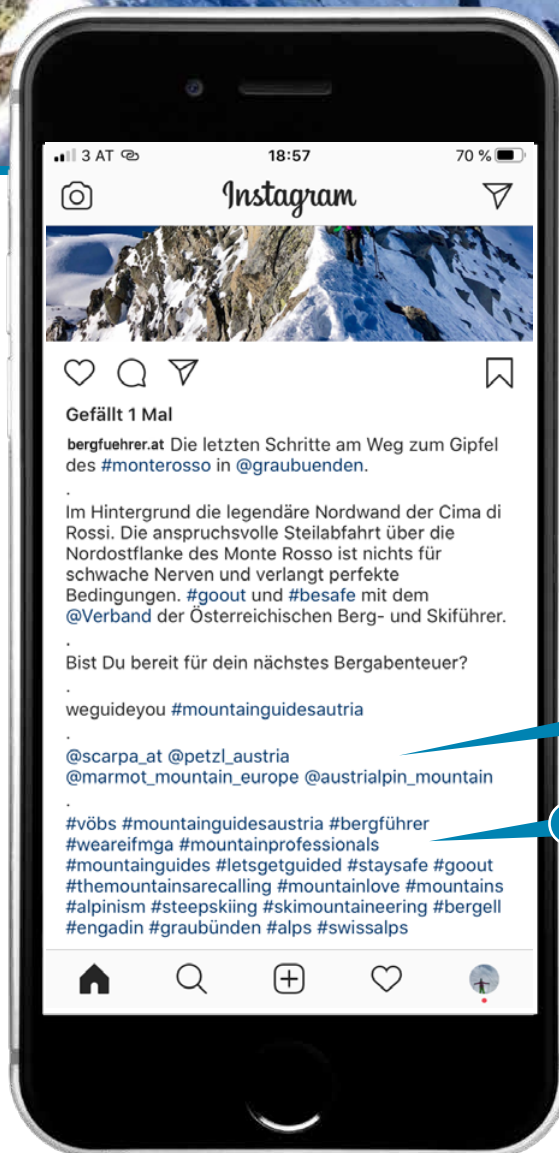 3 AT 18:57 70 %
Instagram
Gefällt 1 Mal
bergfuehrer.at Die letzten Schritte am Weg zum Gipfel
des #monterosso in @graubuenden.
.
Im Hintergrund die legendäre Nordwand der Cima di
Rossi. Die anspruchsvolle Steilabfahrt über die
Nordostflanke des Monte Rosso ist nichts für
schwache Nerven und verlangt perfekte
Bedingungen. #goout und #besafe mit dem
@Verband der Österreichischen Berg- und Skiführer.
.
Bist Du bereit für dein nächstes Bergabenteuer?
.
weguideyou #mountainguidesautria
.
@scarpa_at @petzl_austria
@marmot_mountain_europe @austrialpin_mountain
.
#vöbs #mountainguidesaustria #bergführer
#weareifmga #mountainprofessionals
#mountainguides #letsgetguided #staysafe #goout
#themountainsarecalling #mountainlove #mountains
#alpinism #steepskiing #skimountaineering #bergell
#engadin #graubünden #alps #swissalps